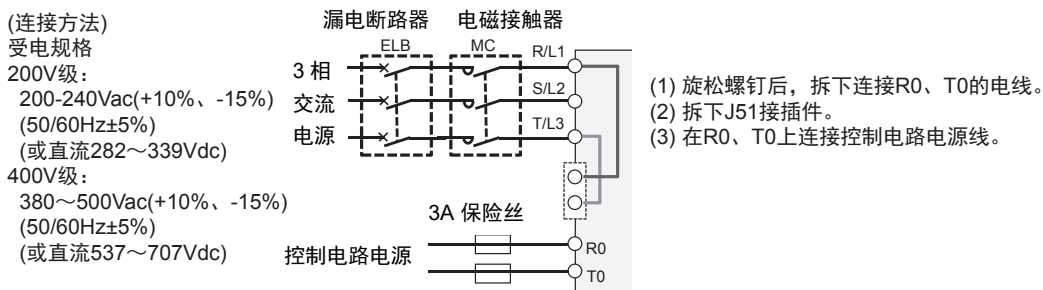 (连接方法)
受电规格
200V级：
200-240Vac(+10%、-15%)
(50/60Hz±5%)
(或直流282～339Vdc)
400V级：
380～500Vac(+10%、-15%)
(50/60Hz±5%)
(或直流537～707Vdc)
漏电断路器 电磁接触器
ELB MC
R/L1
3 相
S/L2
交流
T/L3
电源
3A 保险丝
控制电路电源
R0
T0
(1) 旋松螺钉后，拆下连接R0、T0的电线。
(2) 拆下J51接插件。
(3) 在R0、T0上连接控制电路电源线。